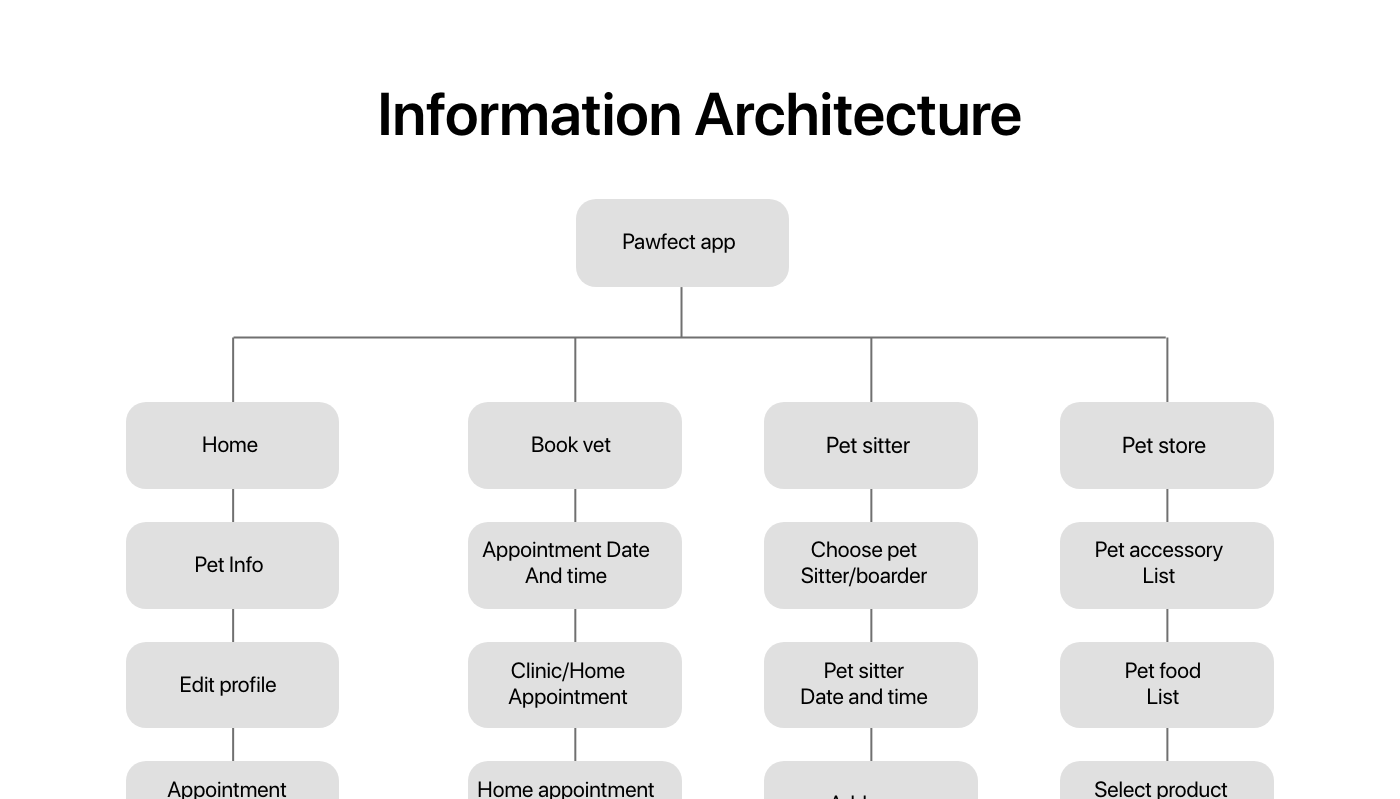 Information Architecture
Pawfect app
Home
Book vet
Pet sitter
Pet store
Pet Info
Appointment Date
And time
Choose pet
Sitter/boarder
Pet accessory
List
Edit profile
Clinic/Home
Appointment
Pet sitter
Date and time
Pet food
List
Appointment
Home appointment
Select product